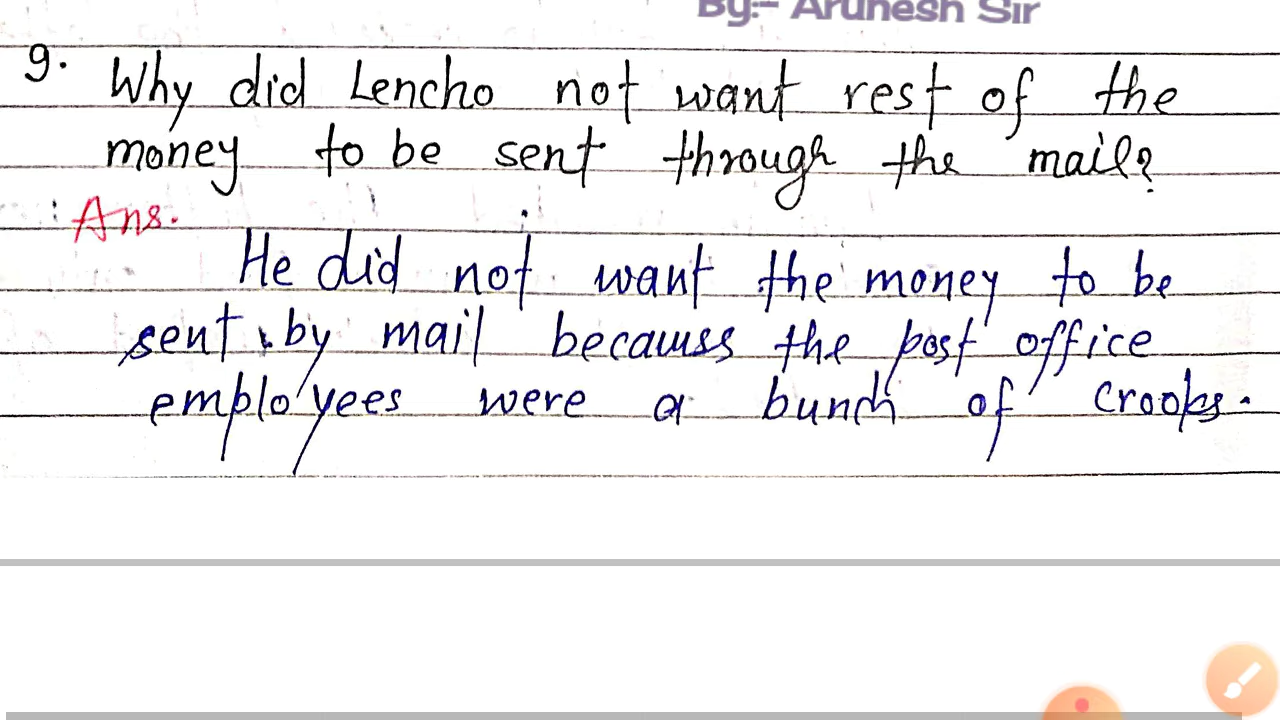 By:- Arunesh Sir
9. Why did Lencho not want rest of the
money to be sent through the mail?
Ans.
He did not want the money to be
sent by mail becauss the post office
employees were a bunch of crooks.